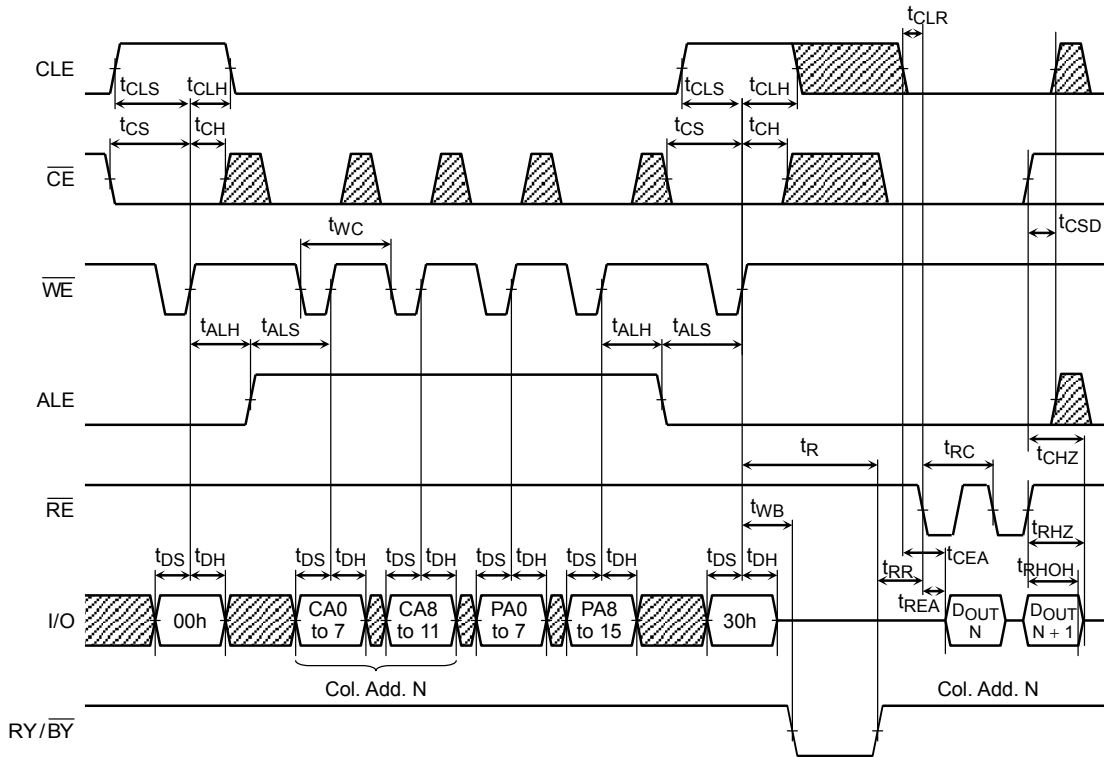 tCLR
CLE
tCLS tCLH tCLS tCLH
tCS tCH tCS tCH
CE
tCSD
tWC
WE
tALH tALS tALH tALS
ALE
tR tRC tCHZ
RE
tWB tRHZ
tDS tDH tDS tDH tDS tDH tDS tDH tDS tDH tDS tDH tRR tCEA tRHOH
tREA
I/O 00h CA0 to 7 CA8 to 11 PA0 to 7 PA8 to 15 30h DOUT N DOUT N + 1
Col. Add. N Col. Add. N
RY/BY